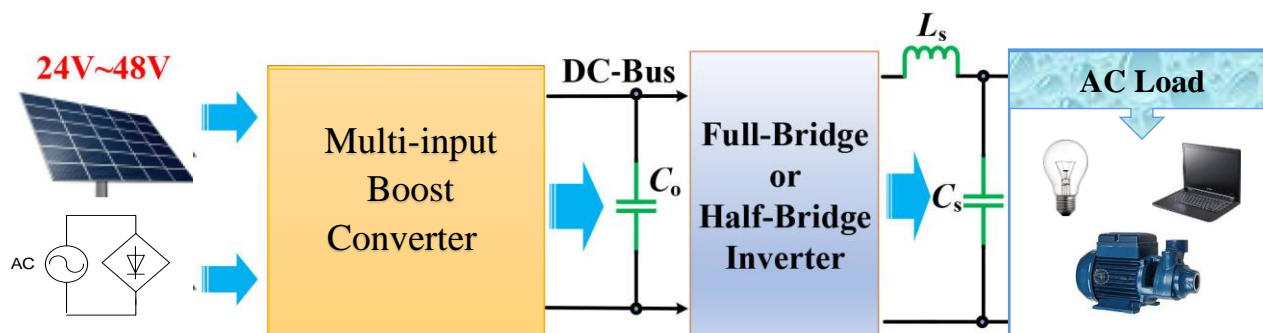 24V~48V
AC
Multi-input
Boost
Converter
DC-Bus
Co
Full-Bridge
or
Half-Bridge
Inverter
Ls
Cs
AC Load